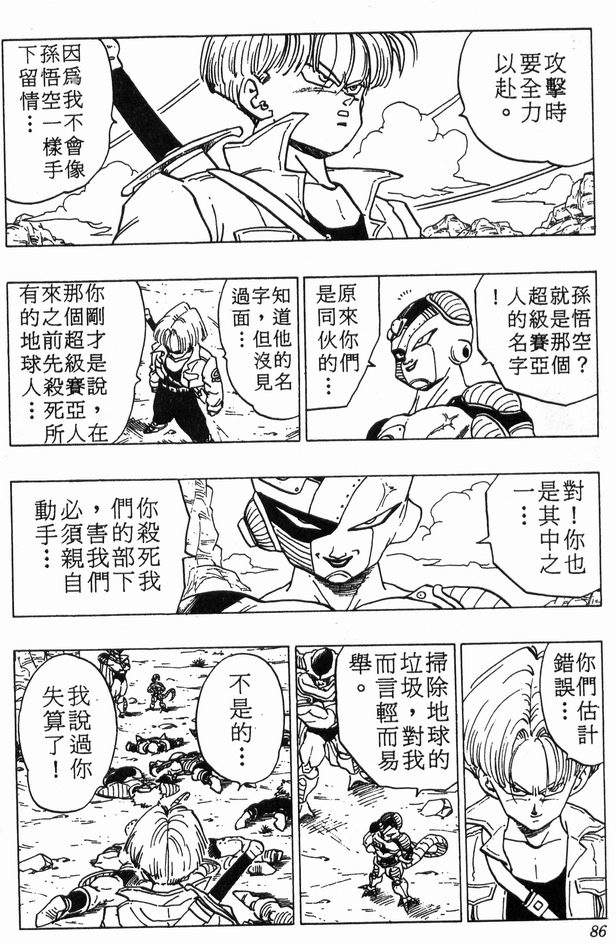 攻擊時
要全力
以赴。
因為我不會像
孫悟空一樣手
下留情…
孫悟空？
就是那個
超級賽亞
人的名字
！
原來你們
是同伙的…
知道他的名
字，但沒見
過面…
你剛才是說，在
那個超級賽亞人
來之前先殺死所
有的地球人…
對！你也
是其中之
一…
你殺死我
們的部下
，害我們
必須親自
動手…
你們估計
錯誤…
掃除地球的
垃圾，對我
而言輕而易
舉。
不是的…
我說過你
失算了！
86